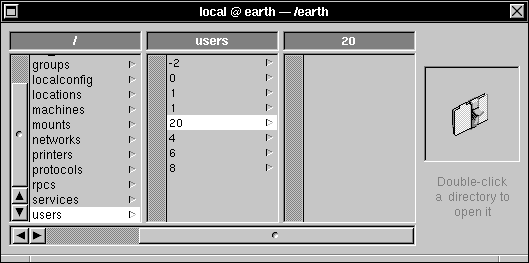 local @ earth — /earth
/
users
20
groups
localconfig
locations
machines
mounts
networks
printers
protocols
rpcs
services
users
-2
0
1
1
20
4
6
8
Double-click
a directory to
open it